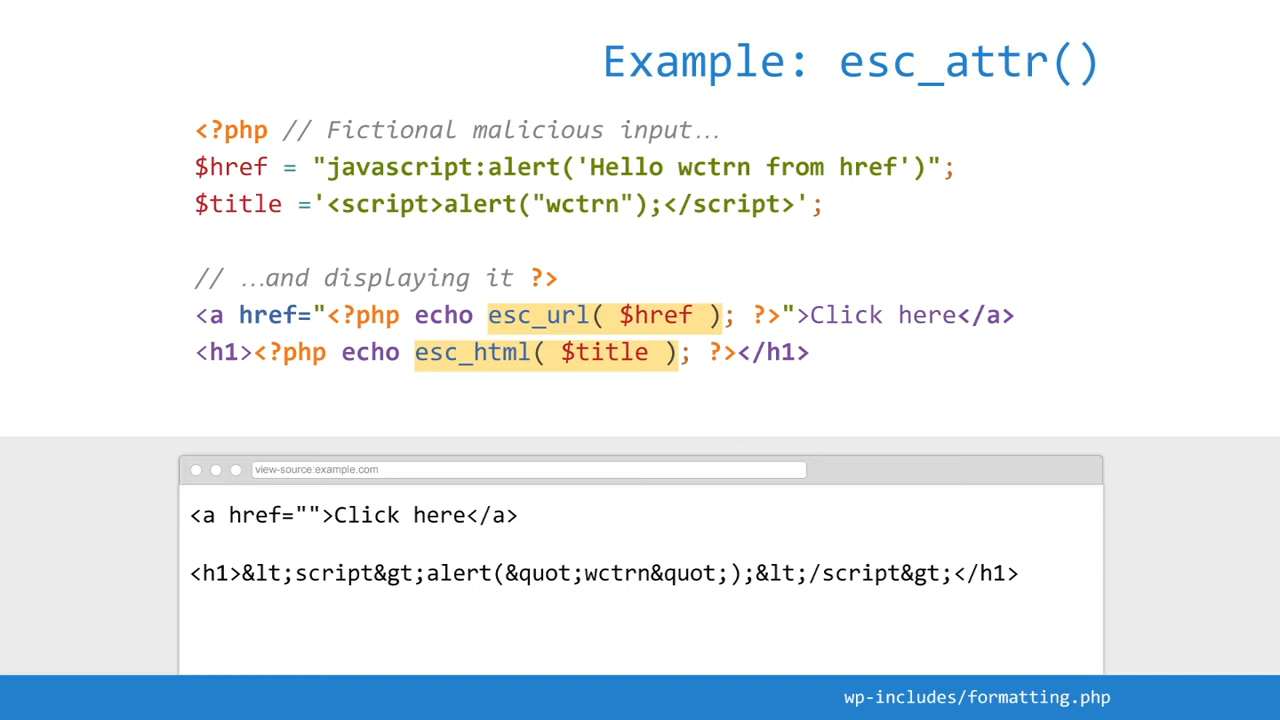 Example: esc_attr()
<?php // Fictional malicious input…
$href = "javascript:alert('Hello wctrn from href')";
$title ='<script>alert("wctrn");</script>';
// …and displaying it ?>
<a href="<?php echo esc_url( $href ); ?>">Click here</a>
<h1><?php echo esc_html( $title ); ?></h1>
view-source:example.com
<a href="">Click here</a>
<h1>&lt;script&gt;alert(&quot;wctrn&quot;);&lt;/script&gt;</h1>
wp-includes/formatting.php